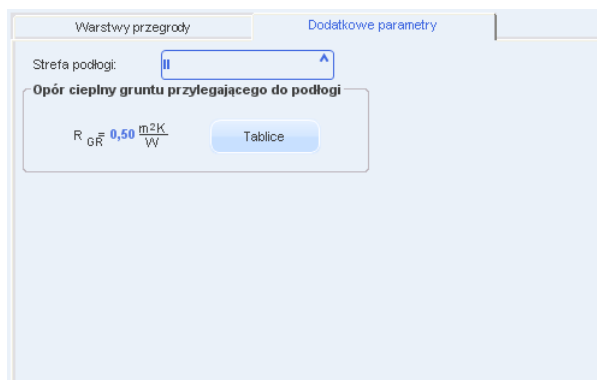 Warstwy przegrody
Dodatkowe parametry
Strefa podłogi: II
Opór cieplny gruntu przylegającego do podłogi
R GR = 0,50 m2K/W
Tablice